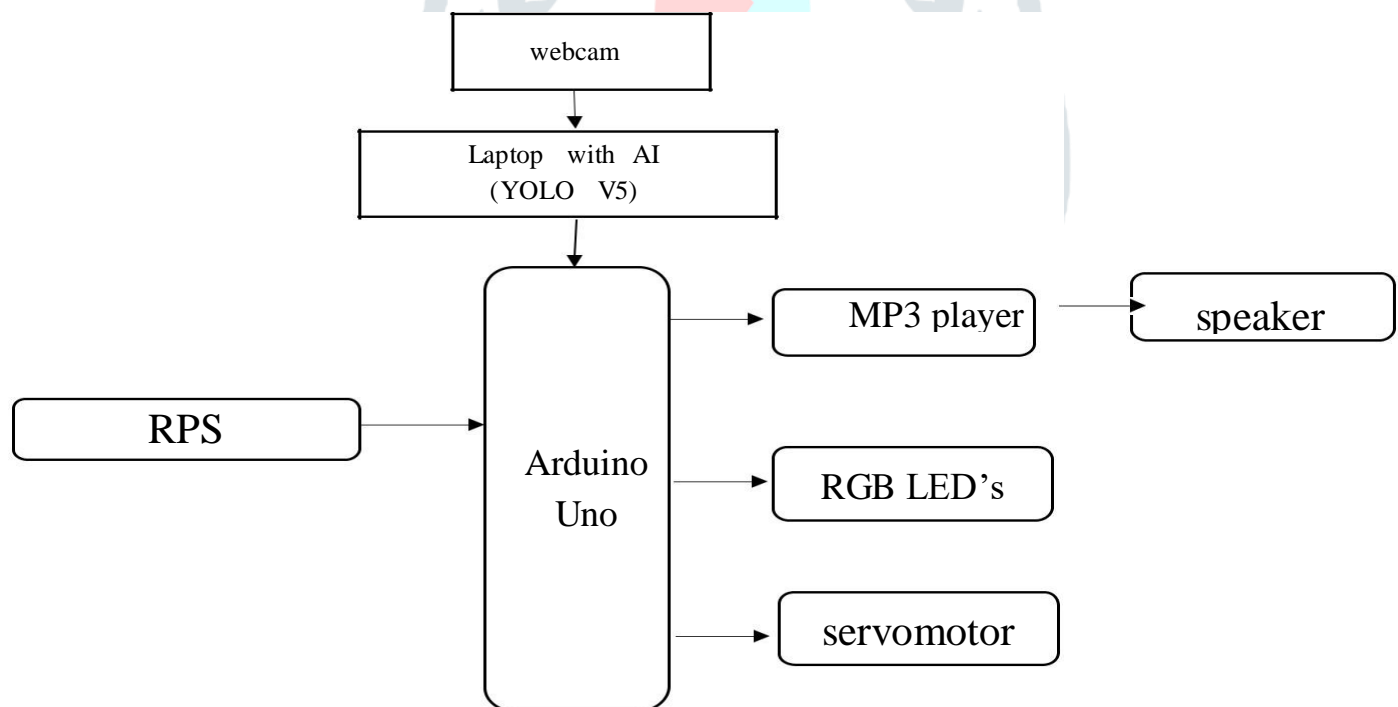 webcam
Laptop with AI
(YOLO V5)
MP3 player
speaker
RPS
Arduino
Uno
RGB LED’s
servomotor